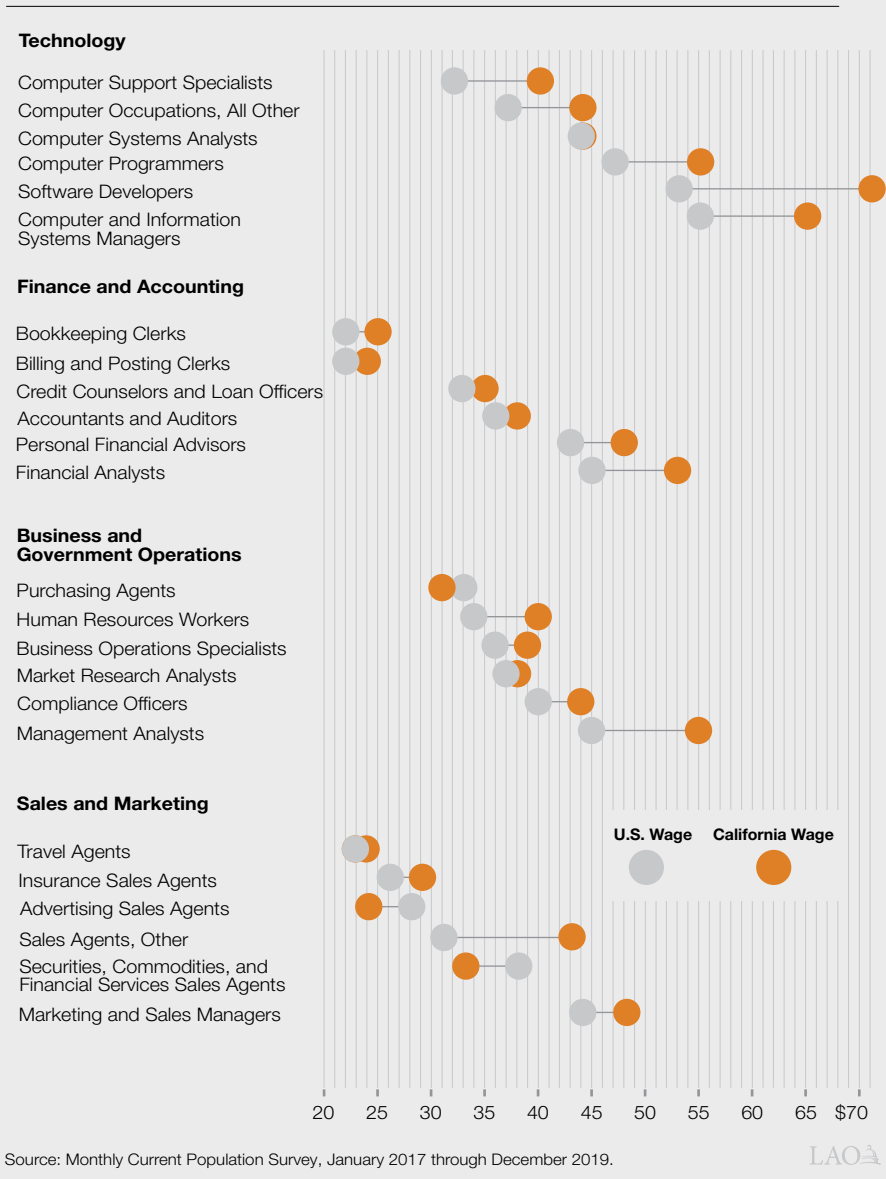 Technology
Computer Support Specialists
Computer Occupations, All Other
Computer Systems Analysts
Computer Programmers
Software Developers
Computer and Information
Systems Managers
Finance and Accounting
Bookkeeping Clerks
Billing and Posting Clerks
Credit Counselors and Loan Officers
Accountants and Auditors
Personal Financial Advisors
Financial Analysts
Business and
Government Operations
Purchasing Agents
Human Resources Workers
Business Operations Specialists
Market Research Analysts
Compliance Officers
Management Analysts
Sales and Marketing
U.S. Wage California Wage
Travel Agents
Insurance Sales Agents
Advertising Sales Agents
Sales Agents, Other
Securities, Commodities, and
Financial Services Sales Agents
Marketing and Sales Managers
20 25 30 35 40 45 50 55 60 65 $70
Source: Monthly Current Population Survey, January 2017 through December 2019.
LAO